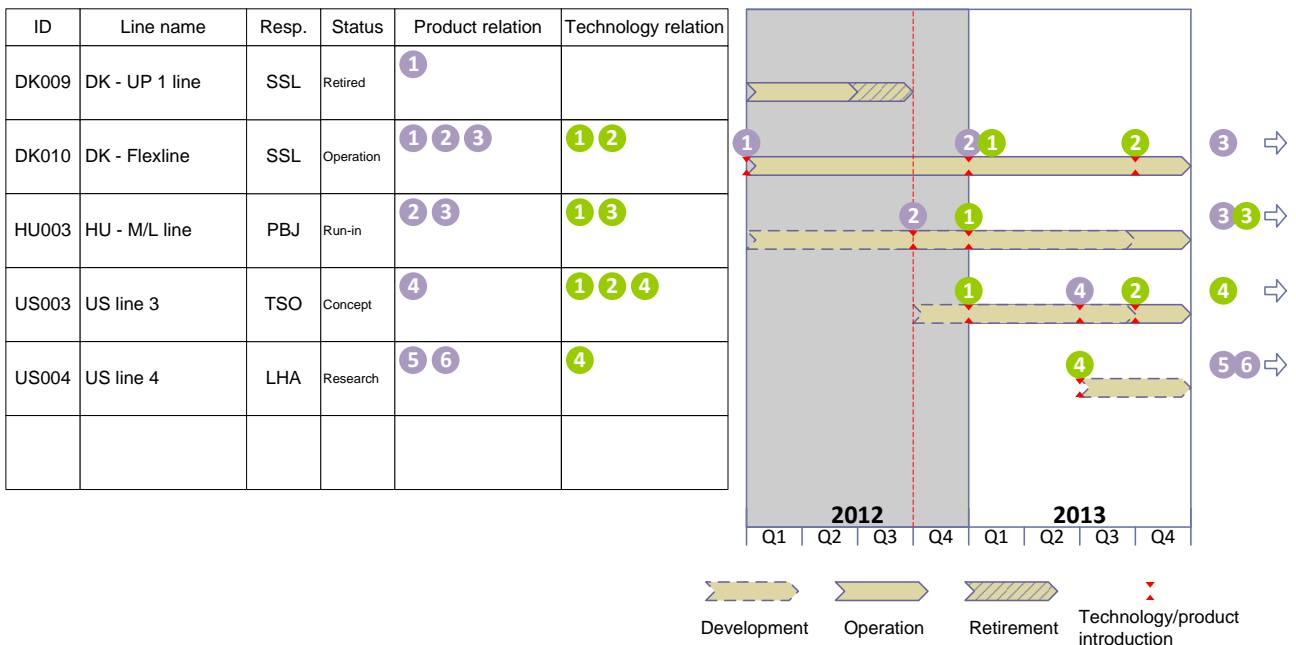 ID Line name Resp. Status Product relation Technology relation
DK009 DK - UP 1 line SSL Retired 1
DK010 DK - Flexline SSL Operation 1 2 3 1 2
1 2 1 2 3
HU003 HU - M/L line PBJ Run-in 2 3 1 3
2 1 3 3
US003 US line 3 TSO Concept 4 1 2 4
1 4 2 4
US004 US line 4 LHA Research 5 6 4
4 5 6
2012 2013
Q1 Q2 Q3 Q4 Q1 Q2 Q3 Q4
Development Operation Retirement Technology/product
introduction